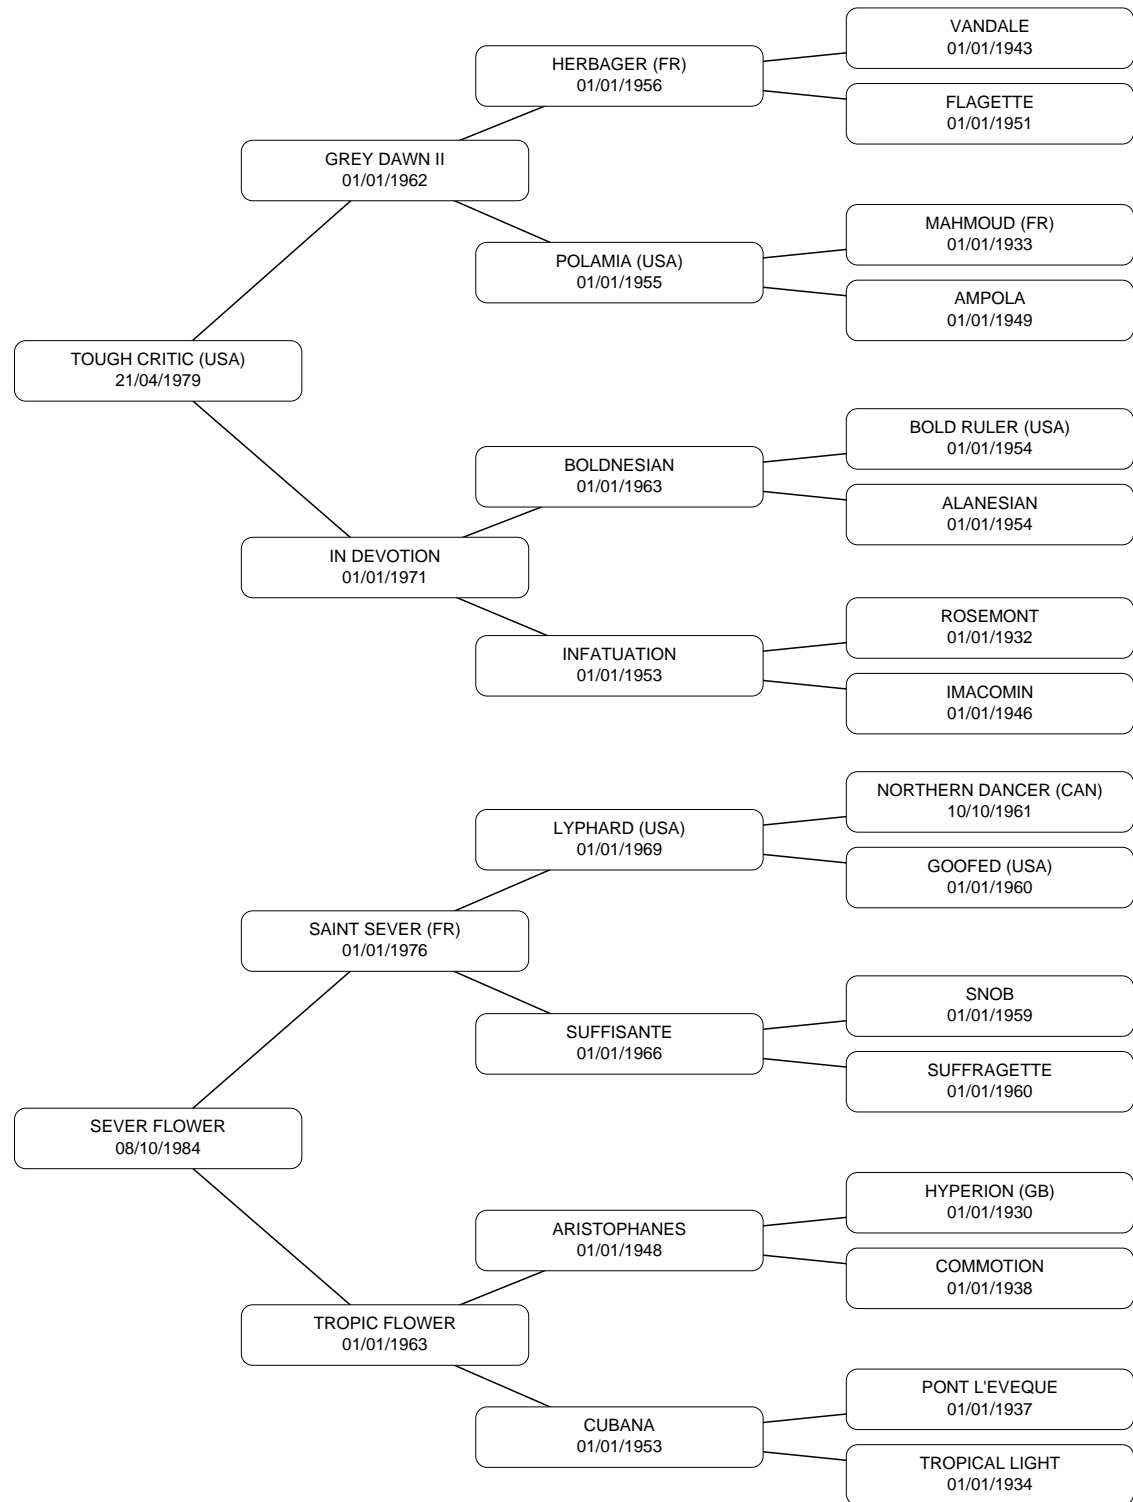 VANDALE
01/01/1943
HERBAGER (FR)
01/01/1956
FLAGETTE
01/01/1951
GREY DAWN II
01/01/1962
MAHMOUD (FR)
01/01/1933
POLAMIA (USA)
01/01/1955
AMPOLA
01/01/1949
TOUGH CRITIC (USA)
21/04/1979
BOLD RULER (USA)
01/01/1954
BOLDNESIAN
01/01/1963
ALANESIAN
01/01/1954
IN DEVOTION
01/01/1971
ROSEMONT
01/01/1932
INFATUATION
01/01/1953
IMACOMIN
01/01/1946
NORTHERN DANCER (CAN)
10/10/1961
LYPHARD (USA)
01/01/1969
GOOFED (USA)
01/01/1960
SAINT SEVER (FR)
01/01/1976
SNOB
01/01/1959
SUFFISANTE
01/01/1966
SUFFRAGETTE
01/01/1960
SEVER FLOWER
08/10/1984
HYPERION (GB)
01/01/1930
ARISTOPHANES
01/01/1948
COMMOTION
01/01/1938
TROPIC FLOWER
01/01/1963
PONT L'EVEQUE
01/01/1937
CUBANA
01/01/1953
TROPICAL LIGHT
01/01/1934